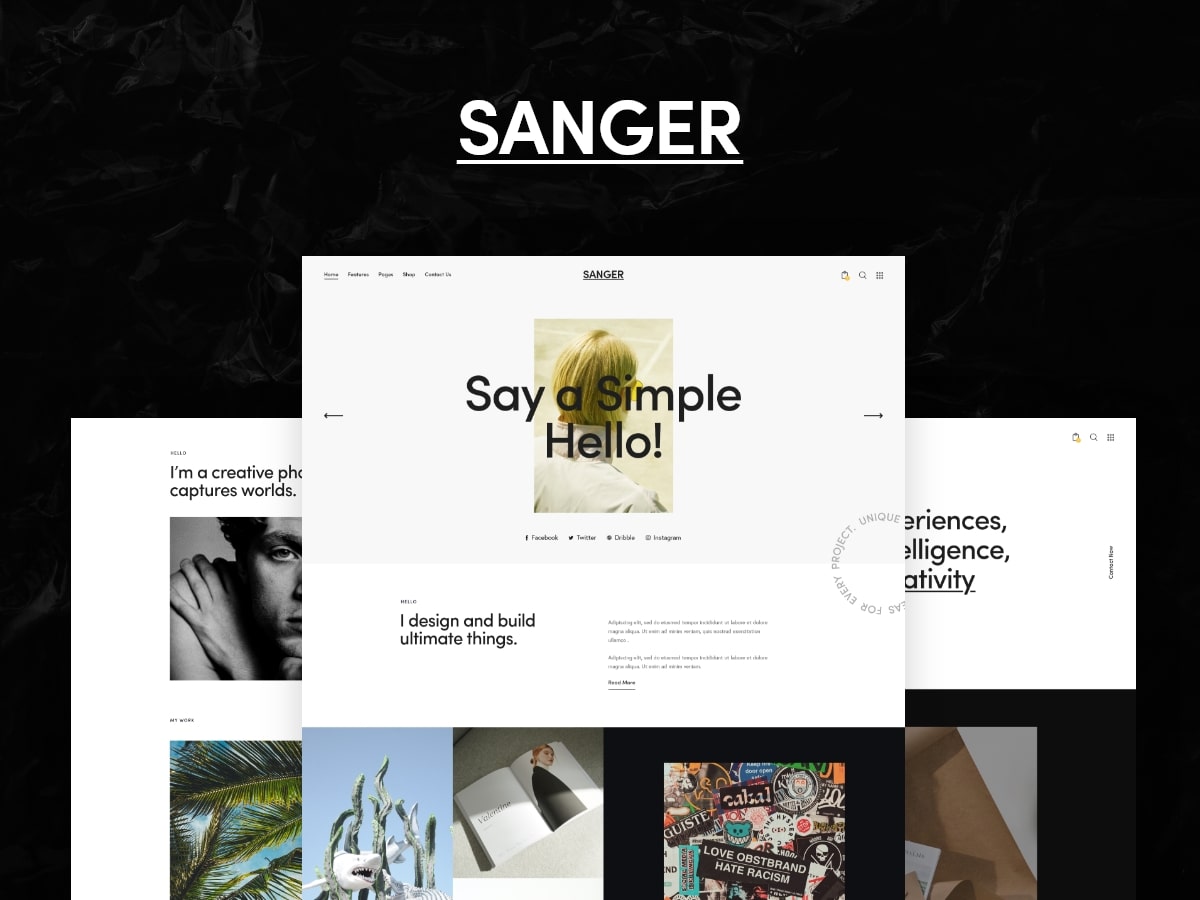 SANGER
Home Features Pages Shop Contact Us
SANGER
Say a Simple
Hello!
Facebook Twitter Dribble Instagram
HELLO
I design and build
ultimate things.
Adipiscing elit, sed do eiusmod tempor incididunt ut labore et dolore
magna aliqua. Ut enim ad minim veniam, quis nostrud exercitation
ullamco...
Adipiscing elit, sed do eiusmod tempor incididunt ut labore et dolore
magna aliqua. Ut enim ad minim veniam.
Read More
HELLO
I'm a creative pho
captures worlds.
MY WORK
eriences,
elligence,
ativity
Contact Now
EAS FOR EVERY PROJECT. UNIQUE
Valentine
cabal
LOVE OBSTBRAND
HATE RACISM